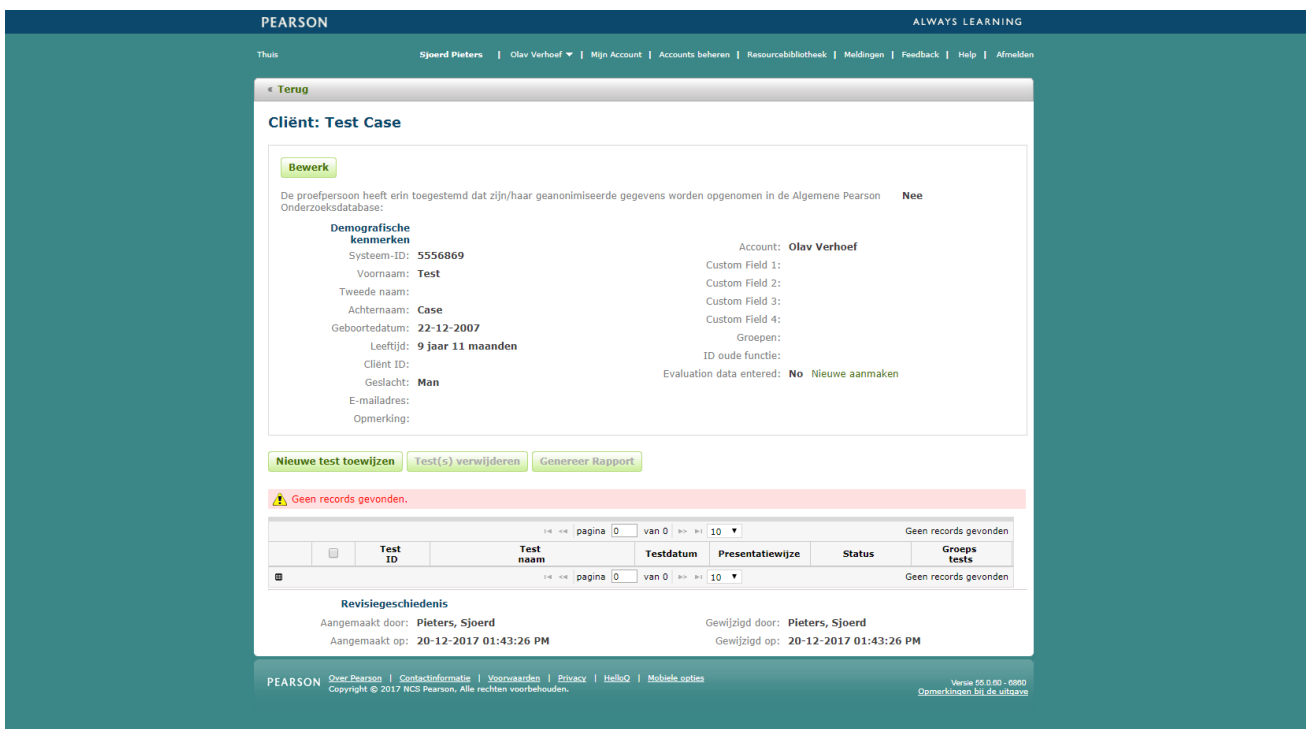 PEARSON ALWAYS LEARNING
Thuis Sjoerd Pieters | Olav Verhoef ▼ | Mijn Account | Accounts beheren | Resourcebibliotheek | Meldingen | Feedback | Help | Afmelden
« Terug
Cliënt: Test Case
Bewerk
De proefpersoon heeft erin toegestemd dat zijn/haar geanonimiseerde gegevens worden opgenomen in de Algemene Pearson Nee
Onderzoeksdatabase:
Demografische
kenmerken
Account: Olav Verhoef
Systeem-ID: 5556869
Custom Field 1:
Voornaam: Test
Custom Field 2:
Tweede naam:
Custom Field 3:
Achternaam: Case
Custom Field 4:
Geboortedatum: 22-12-2007
Groepen:
Leeftijd: 9 jaar 11 maanden
ID oude functie:
Cliënt ID:
Evaluation data entered: No Nieuwe aanmaken
Geslacht: Man
E-mailadres:
Opmerking:
Nieuwe test toewijzen Test(s) verwijderen Genereer Rapport
Geen records gevonden.
pagina 0 van 0 10 Geen records gevonden
Test ID Test naam Testdatum Presentatiewijze Status Groeps tests
pagina 0 van 0 10 Geen records gevonden
Revisiegeschiedenis
Aangemaakt door: Pieters, Sjoerd Gewijzigd door: Pieters, Sjoerd
Aangemaakt op: 20-12-2017 01:43:26 PM Gewijzigd op: 20-12-2017 01:43:26 PM
PEARSON Over Pearson | Contactinformatie | Voorwaarden | Privacy | HelloQ | Mobiele opties
Copyright © 2017 NCS Pearson, Alle rechten voorbehouden.
Versie 55.0.60 - 6860
Opmerkingen bij de uitgave